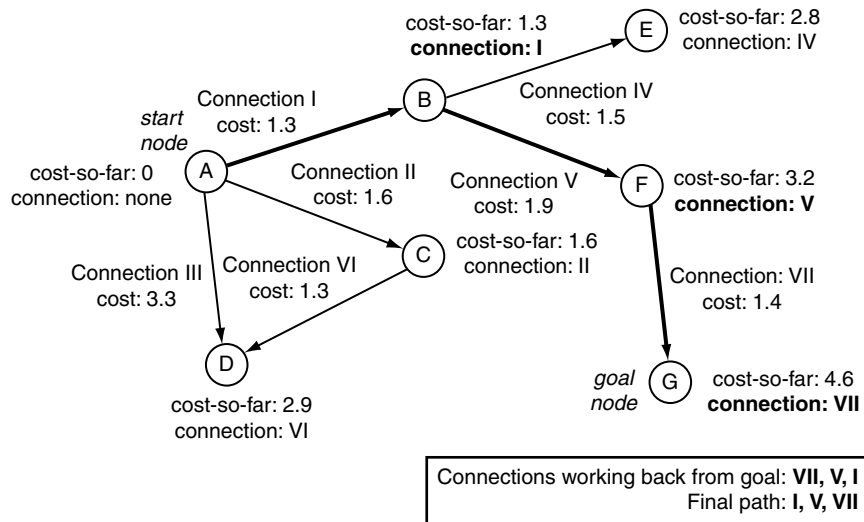 cost-so-far: 1.3
connection: I
E
cost-so-far: 2.8
connection: IV
Connection I
cost: 1.3
B
Connection IV
cost: 1.5
start
node
A
cost-so-far: 0
connection: none
Connection II
cost: 1.6
Connection V
cost: 1.9
F
cost-so-far: 3.2
connection: V
Connection III
cost: 3.3
Connection VI
cost: 1.3
C
cost-so-far: 1.6
connection: II
Connection: VII
cost: 1.4
D
cost-so-far: 2.9
connection: VI
goal
node
G
cost-so-far: 4.6
connection: VII
Connections working back from goal: VII, V, I
Final path: I, V, VII